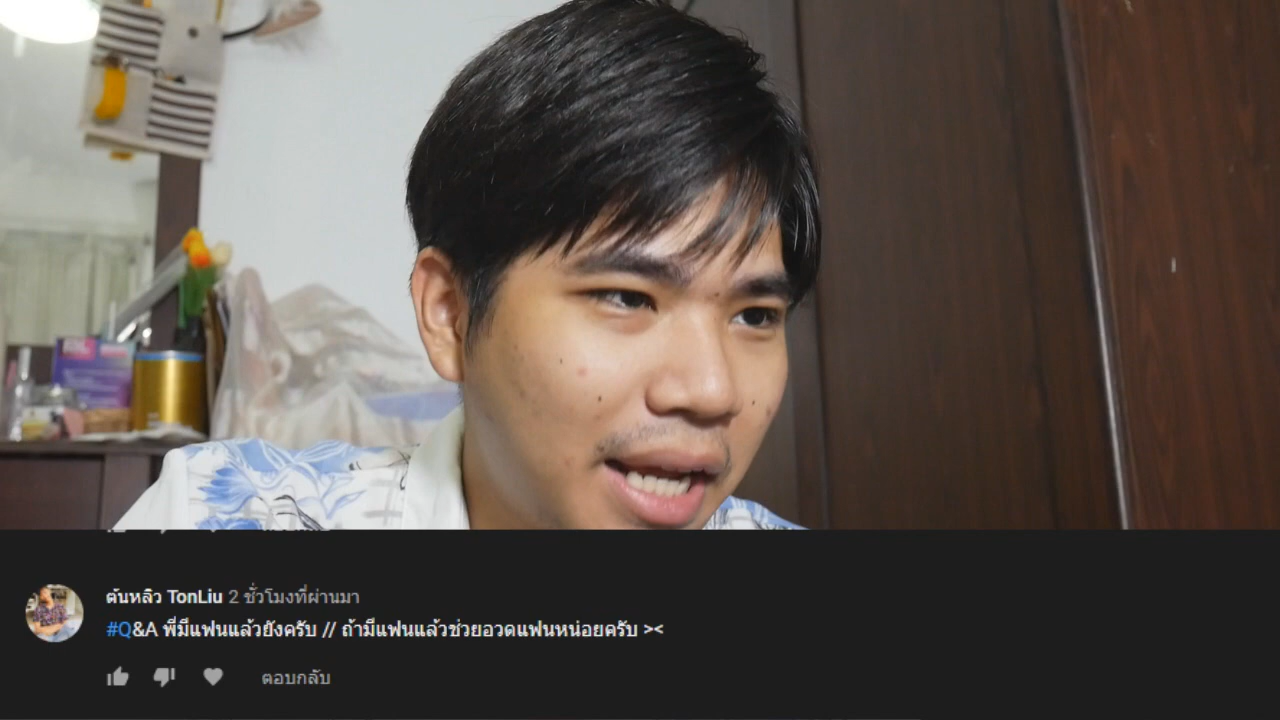 ต้นหลิว TonLiu 2 ชั่วโมงที่ผ่านมา
#Q&A พี่มีแฟนแล้วยังครับ // ถ้ามีแฟนแล้วช่วยอวดแฟนหน่อยครับ ><
ตอบกลับ